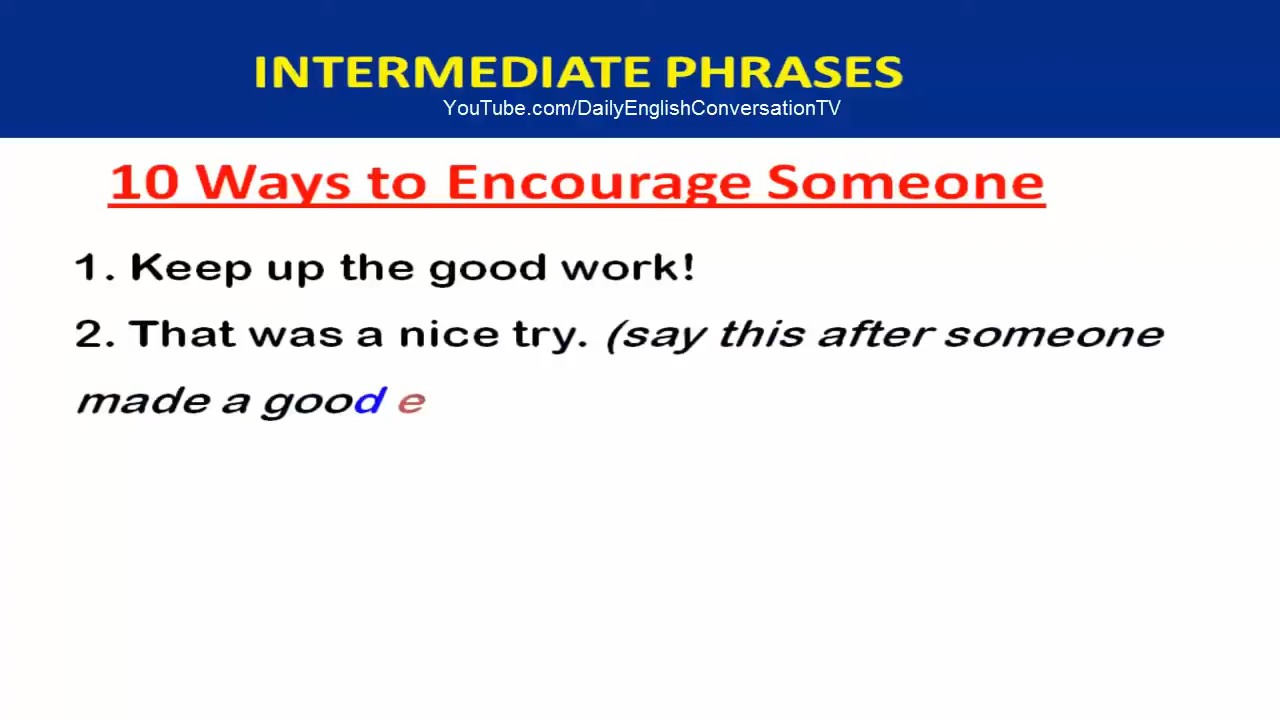 INTERMEDIATE PHRASES
YouTube.com/DailyEnglishConversationTV
10 Ways to Encourage Someone
1. Keep up the good work!
2. That was a nice try. (say this after someone
made a good e